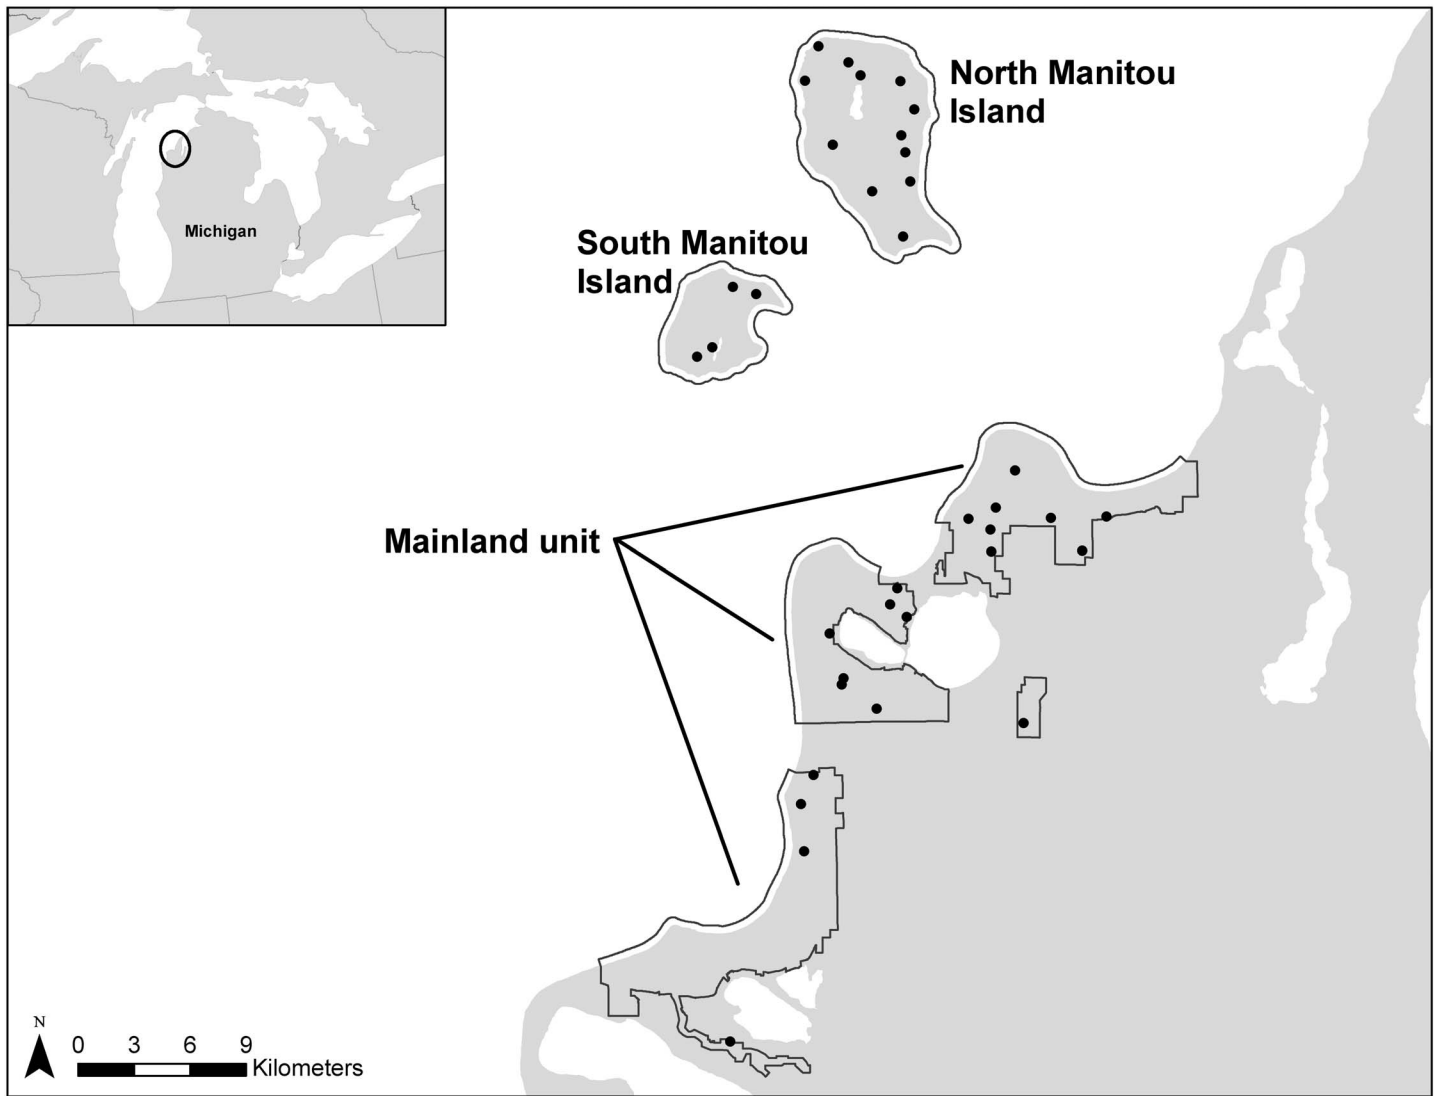 North Manitou
Island
Michigan
South Manitou
Island
Mainland unit
N
0 3 6 9
Kilometers